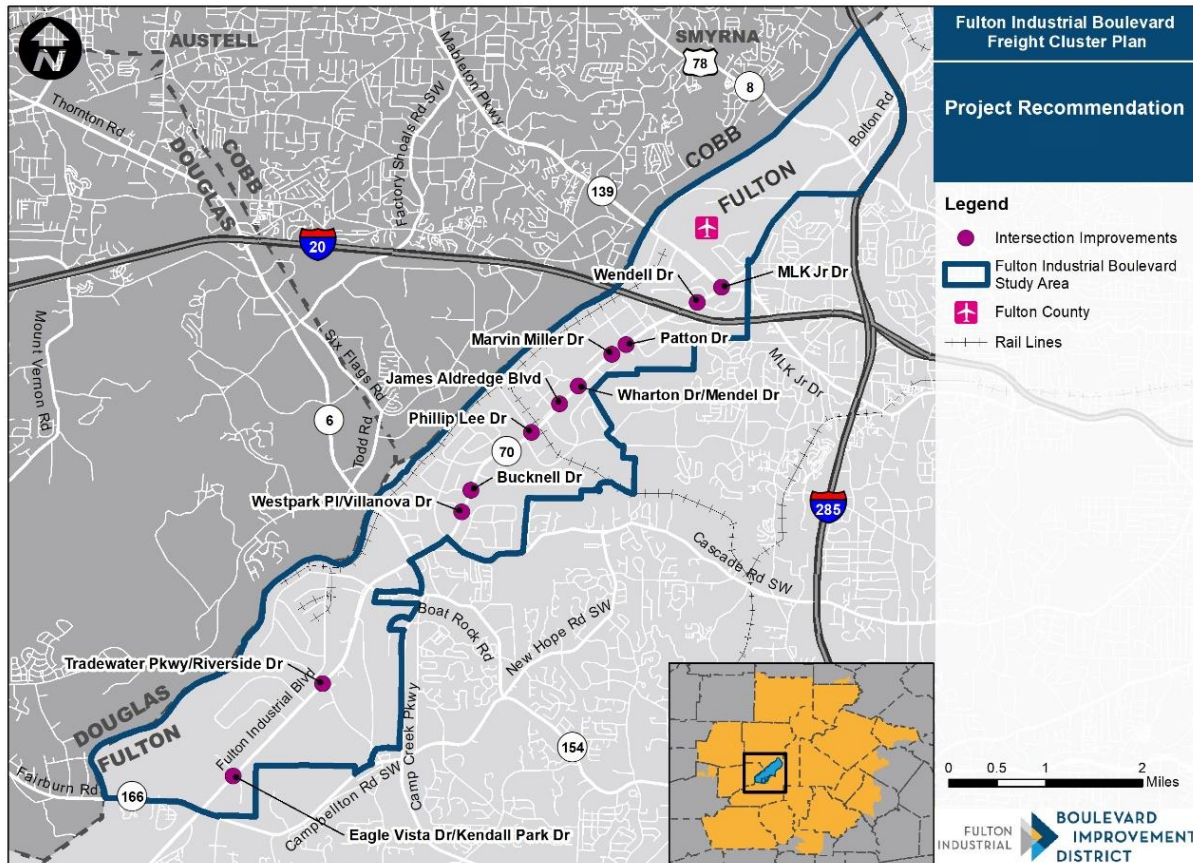 Fulton Industrial Boulevard
Freight Cluster Plan
Project Recommendation
Legend
Intersection Improvements
Fulton Industrial Boulevard
Study Area
Fulton County
Rail Lines
N
AUSTELL
SMYRNA
78
8
Mableton Pkwy
Thornton Rd
COBB
DOUGLAS
Factory Shoals Rd SW
COBB
FULTON
Bolton Rd
139
20
Wendell Dr
MLK Jr Dr
Mount Vernon Rd
Six Flags Rd
Marvin Miller Dr
Patton Dr
MLK Jr Dr
James Aldredge Blvd
Wharton Dr/Mendel Dr
6
Todd Rd
Phillip Lee Dr
70
Bucknell Dr
Westpark Pl/Villanova Dr
285
Cascade Rd SW
Boat Rock Rd
New Hope Rd SW
Tradewater Pkwy/Riverside Dr
Fulton Industrial Blvd
DOUGLAS
FULTON
Camp Creek Pkwy
154
Fairburn Rd
166
Campbellton Rd SW
Eagle Vista Dr/Kendall Park Dr
0 0.5 1 2
Miles
FULTON
INDUSTRIAL
BOULEVARD
IMPROVEMENT
DISTRICT